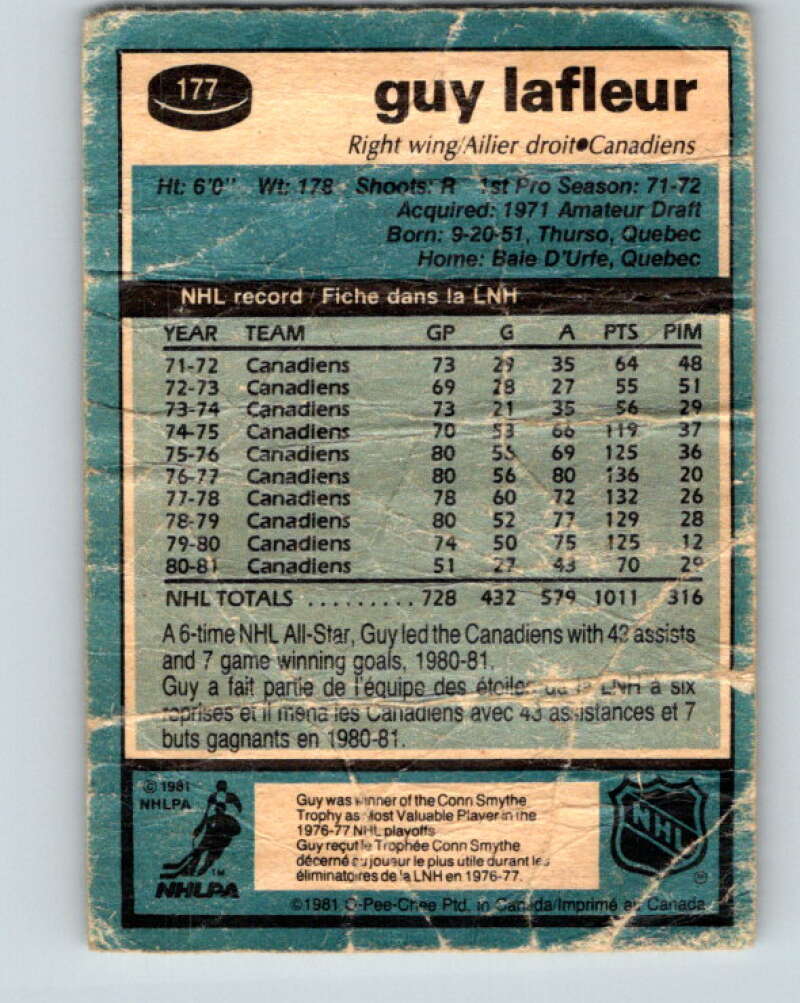 177
guy lafleur
Right wing/Ailier droit•Canadiens
Ht: 6'0" Wt: 178 Shoots: R 1st Pro Season: 71-72
Acquired: 1971 Amateur Draft
Born: 9-20-51, Thurso, Quebec
Home: Baie D'Urfe, Quebec
NHL record / Fiche dans la LNH
YEAR TEAM GP G A PTS PIM
71-72 Canadiens 73 29 35 64 48
72-73 Canadiens 69 28 27 55 51
73-74 Canadiens 73 21 35 56 29
74-75 Canadiens 70 53 66 119 37
75-76 Canadiens 80 56 69 125 36
76-77 Canadiens 80 56 80 136 20
77-78 Canadiens 78 60 72 132 26
78-79 Canadiens 80 52 77 129 28
79-80 Canadiens 74 50 75 125 12
80-81 Canadiens 51 27 43 70 29
NHL TOTALS .......... 728 432 579 1011 316
A 6-time NHL All-Star, Guy led the Canadiens with 43 assists
and 7 game winning goals, 1980-81.
Guy a fait partie de l'équipe des étoiles de la LNH à six
reprises et il mena les Canadiens avec 43 assistances et 7
buts gagnants en 1980-81.
© 1981
NHLPA
Guy was winner of the Conn Smythe
Trophy as Most Valuable Player in the
1976-77 NHL playoffs
Guy reçut le Trophée Conn Smythe
décerné au joueur le plus utile durant les
éliminatoires de la LNH en 1976-77.
NHL
TM
NHLPA
©1981 O-Pee-Chee Ptd. in Canada/Imprimé au Canada